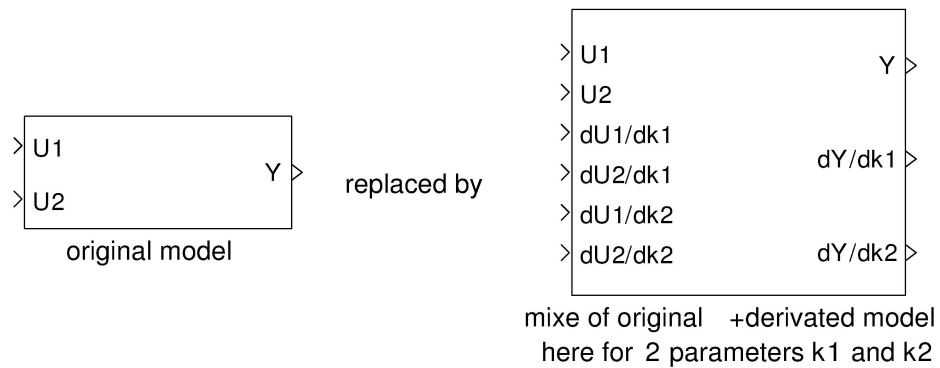 U1
U2
Y
original model
replaced by
U1
U2
dU1/dk1
dU2/dk1
dU1/dk2
dU2/dk2
Y
dY/dk1
dY/dk2
mixe of original +derivated model
here for 2 parameters k1 and k2